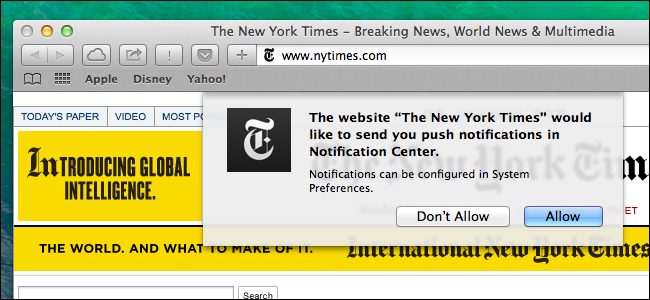 The New York Times – Breaking News, World News & Multimedia
www.nytimes.com
Apple Disney Yahoo!
TODAY'S PAPER VIDEO MOST POPU
The website “The New York Times” would
like to send you push notifications in
Notification Center.
Notifications can be configured in System
Preferences.
Don't Allow Allow
INTRODUCING GLOBAL
INTELLIGENCE.
THE WORLD. AND WHAT TO MAKE OF IT.
International New York Times
Search